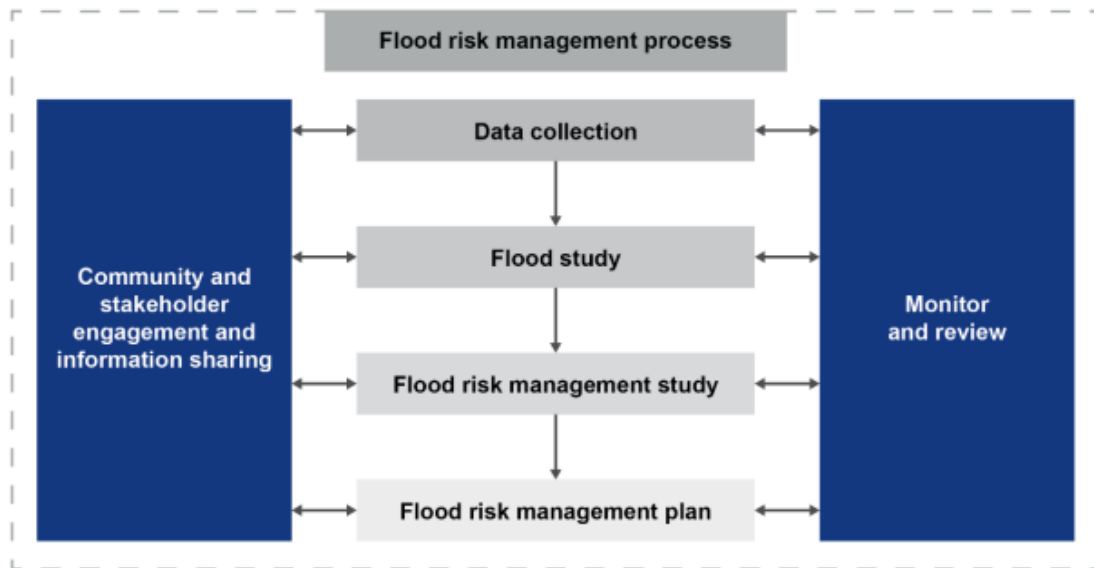 Flood risk management process
Data collection
Flood study
Community and
stakeholder
engagement and
information sharing
Monitor
and review
Flood risk management study
Flood risk management plan